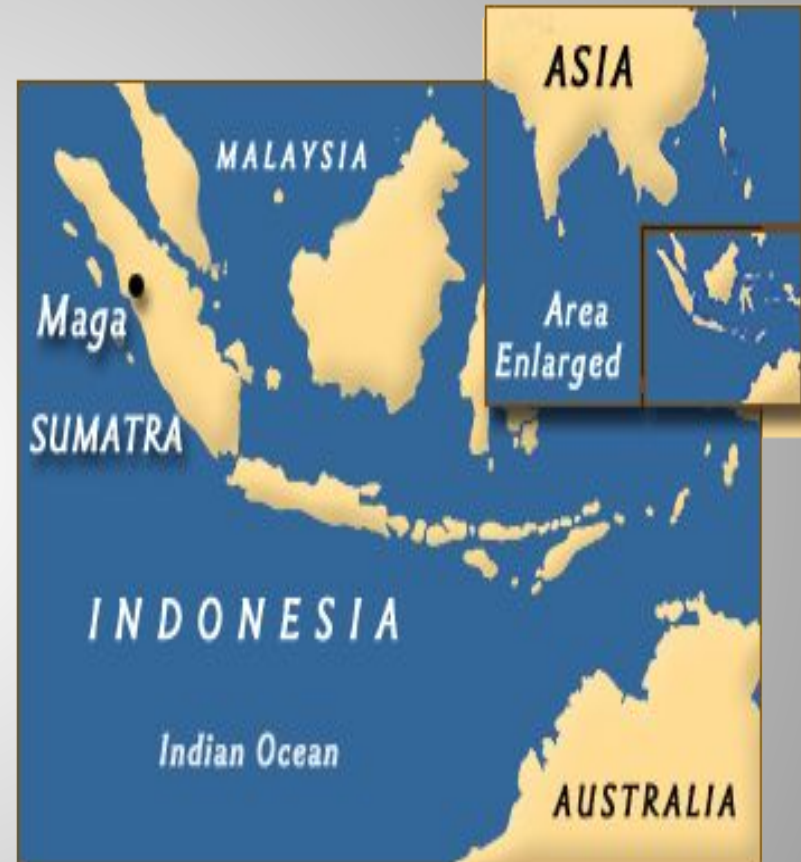 ASIA
MALAYSIA
Area
Enlarged
Maga
SUMATRA
INDONESIA
Indian Ocean
AUSTRALIA